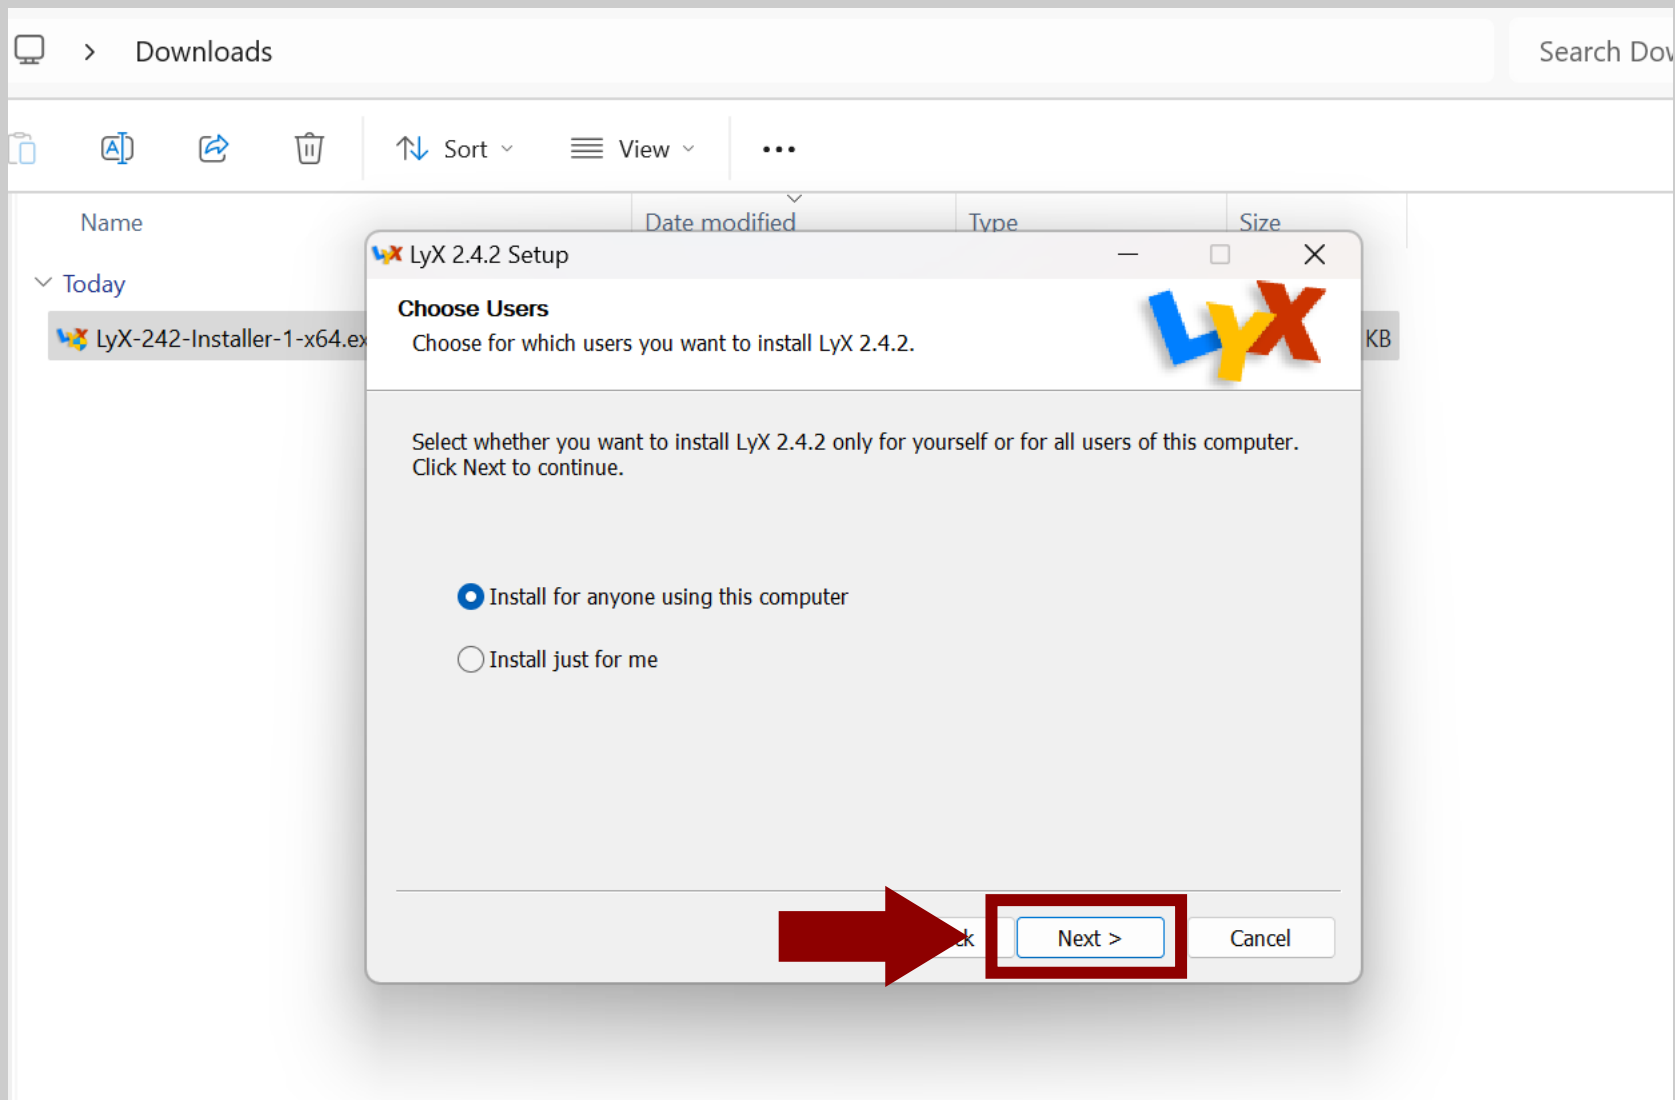 Downloads
Search Dow
Sort
View
Name
Date modified
Type
Size
LyX 2.4.2 Setup
Today
Choose Users
LyX
Choose for which users you want to install LyX 2.4.2.
LyX-242-Installer-1-x64.ex
KB
Select whether you want to install LyX 2.4.2 only for yourself or for all users of this computer.
Click Next to continue.
Install for anyone using this computer
Install just for me
ck
Next >
Cancel